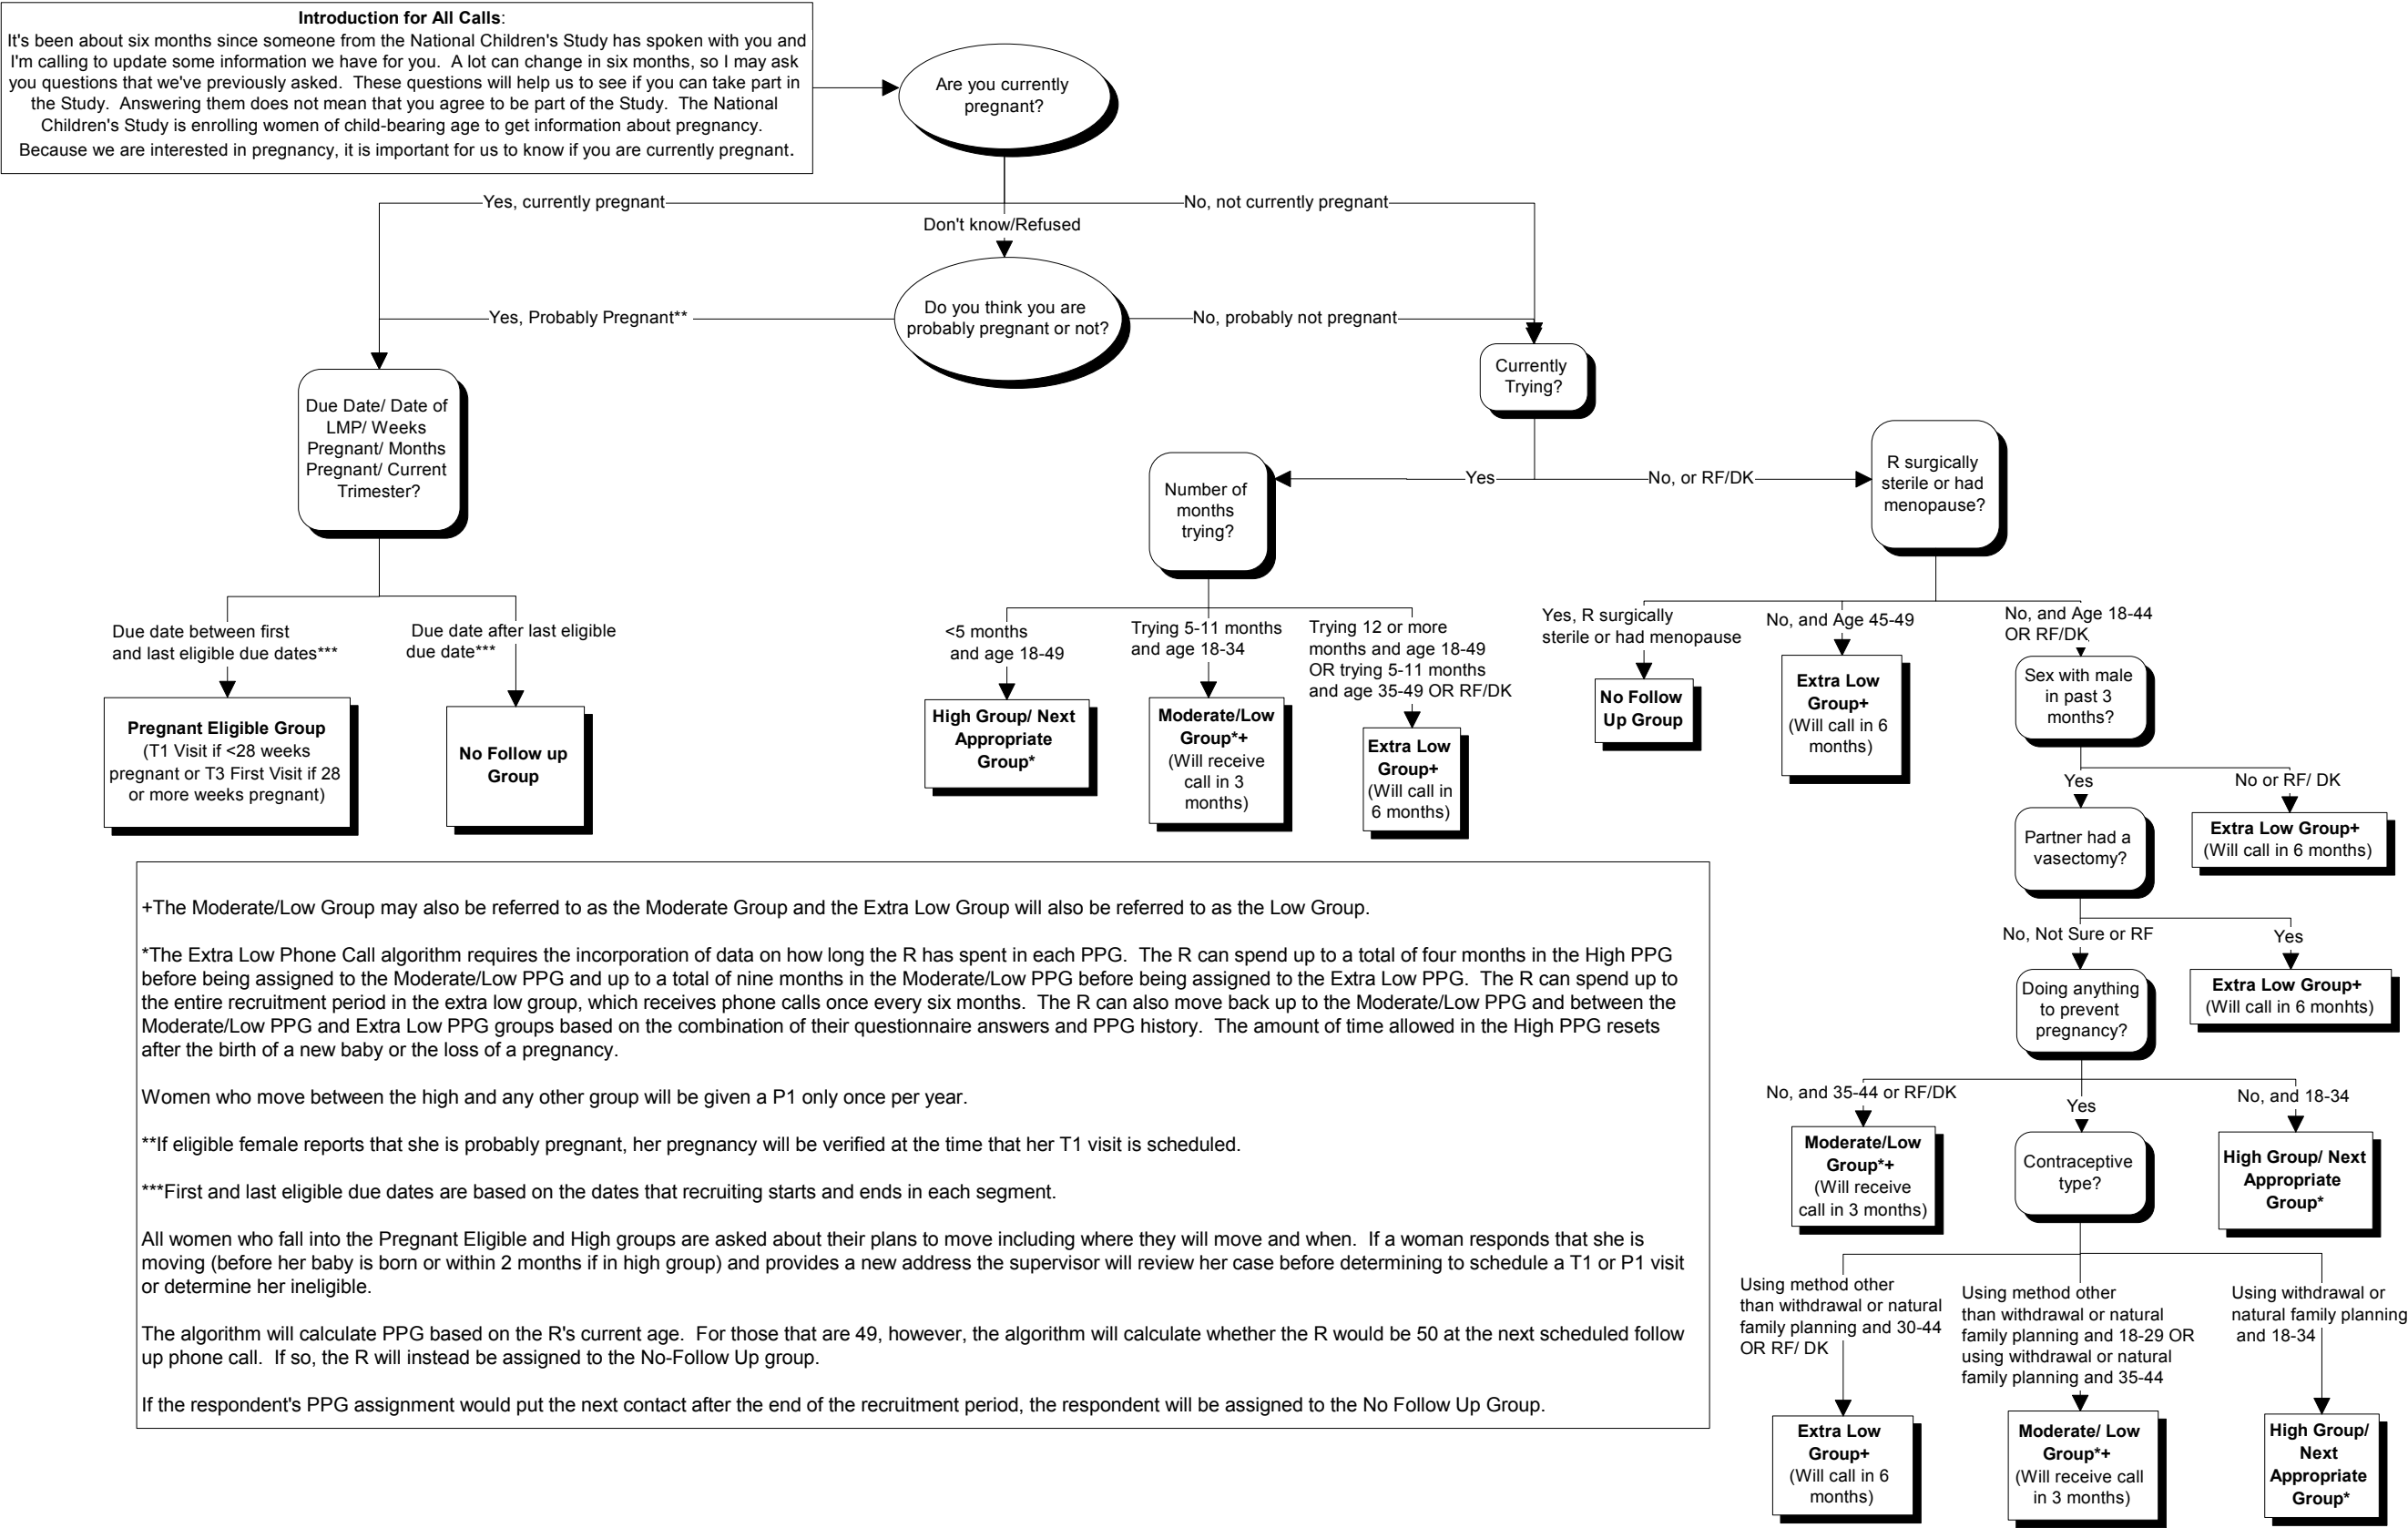 Introduction for All Calls:
It's been about six months since someone from the National Children's Study has spoken with you and
I'm calling to update some information we have for you.  A lot can change in six months, so I may ask
you questions that we've previously asked.  These questions will help us to see if you can take part in
the Study.  Answering them does not mean that you agree to be part of the Study.  The National
Children's Study is enrolling women of child-bearing age to get information about pregnancy.
Because we are interested in pregnancy, it is important for us to know if you are currently pregnant.
Are you currently
pregnant?
Yes, currently pregnant
No, not currently pregnant
Don't know/Refused
Do you think you are
probably pregnant or not?
Yes, Probably Pregnant**
No, probably not pregnant
Due Date/ Date of
LMP/ Weeks
Pregnant/ Months
Pregnant/ Current
Trimester?
Currently
Trying?
Yes
No, or RF/DK
Number of
months
trying?
R surgically
sterile or had
menopause?
Due date between first
and last eligible due dates***
Due date after last eligible
due date***
<5 months
and age 18-49
Trying 5-11 months
and age 18-34
Trying 12 or more
months and age 18-49
OR trying 5-11 months
and age 35-49 OR RF/DK
Yes, R surgically
sterile or had menopause
No, and Age 45-49
No, and Age 18-44
OR RF/DK
Pregnant Eligible Group
(T1 Visit if <28 weeks
pregnant or T3 First Visit if 28
or more weeks pregnant)
No Follow up
Group
High Group/ Next
Appropriate
Group*
Moderate/Low
Group*+
(Will receive
call in 3
months)
Extra Low
Group+
(Will call in
6 months)
No Follow
Up Group
Extra Low
Group+
(Will call in 6
months)
Sex with male
in past 3
months?
Yes
No or RF/ DK
Extra Low Group+
(Will call in 6 months)
Partner had a
vasectomy?
No, Not Sure or RF
Yes
Extra Low Group+
(Will call in 6 monhts)
Doing anything
to prevent
pregnancy?
No, and 35-44 or RF/DK
Yes
No, and 18-34
Moderate/Low
Group*+
(Will receive
call in 3 months)
Contraceptive
type?
High Group/ Next
Appropriate
Group*
Using method other
than withdrawal or natural
family planning and 30-44
OR RF/ DK
Using method other
than withdrawal or natural
family planning and 18-29 OR
using withdrawal or natural
family planning and 35-44
Using withdrawal or
natural family planning
and 18-34
Extra Low
Group+
(Will call in 6
months)
Moderate/ Low
Group*+
(Will receive call
in 3 months)
High Group/
Next
Appropriate
Group*
+The Moderate/Low Group may also be referred to as the Moderate Group and the Extra Low Group will also be referred to as the Low Group.
*The Extra Low Phone Call algorithm requires the incorporation of data on how long the R has spent in each PPG.  The R can spend up to a total of four months in the High PPG
before being assigned to the Moderate/Low PPG and up to a total of nine months in the Moderate/Low PPG before being assigned to the Extra Low PPG.  The R can spend up to
the entire recruitment period in the extra low group, which receives phone calls once every six months.  The R can also move back up to the Moderate/Low PPG and between the
Moderate/Low PPG and Extra Low PPG groups based on the combination of their questionnaire answers and PPG history.  The amount of time allowed in the High PPG resets
after the birth of a new baby or the loss of a pregnancy.
Women who move between the high and any other group will be given a P1 only once per year.
**If eligible female reports that she is probably pregnant, her pregnancy will be verified at the time that her T1 visit is scheduled.
***First and last eligible due dates are based on the dates that recruiting starts and ends in each segment.
All women who fall into the Pregnant Eligible and High groups are asked about their plans to move including where they will move and when.  If a woman responds that she is
moving (before her baby is born or within 2 months if in high group) and provides a new address the supervisor will review her case before determining to schedule a T1 or P1 visit
or determine her ineligible.
The algorithm will calculate PPG based on the R's current age.  For those that are 49, however, the algorithm will calculate whether the R would be 50 at the next scheduled follow
up phone call.  If so, the R will instead be assigned to the No-Follow Up group.
If the respondent's PPG assignment would put the next contact after the end of the recruitment period, the respondent will be assigned to the No Follow Up Group.